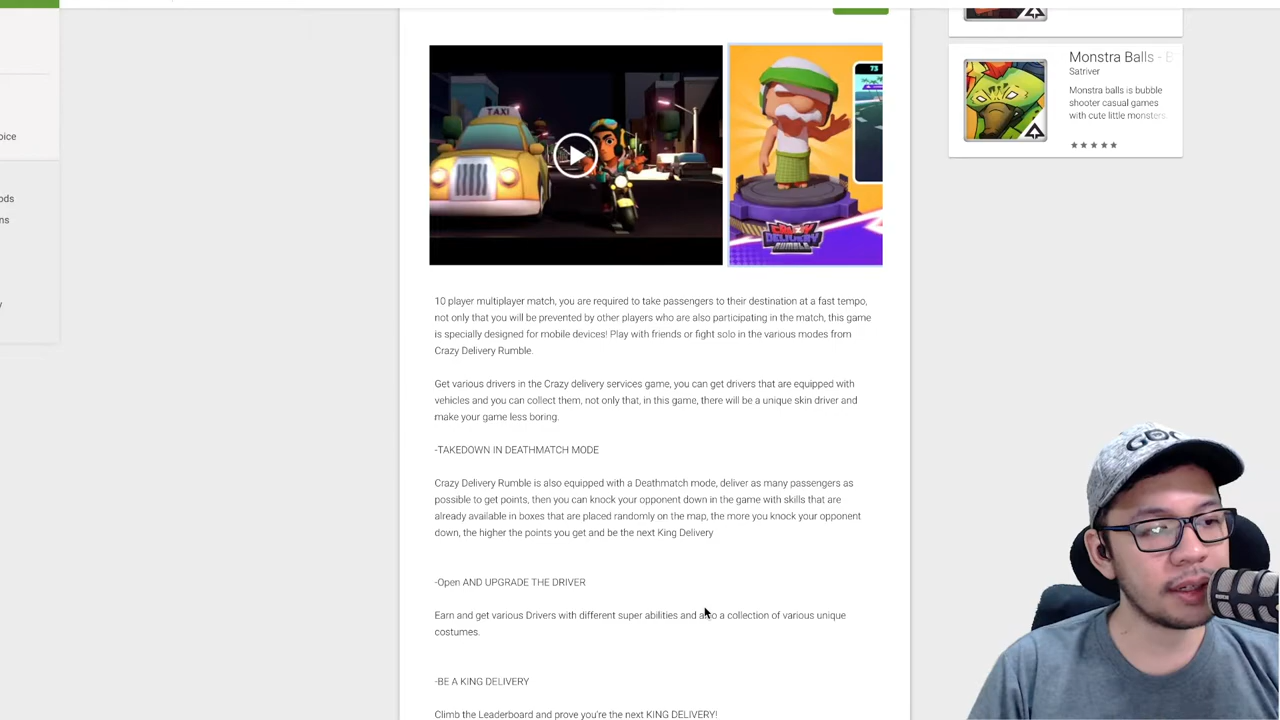 Monstra Balls - B
Satriver
Monstra balls is bubble
shooter casual games
with cute little monsters.
oice
ods
ns
y
TAXI
73
CRAZY
DELIVERY
RUMBLE
10 player multiplayer match, you are required to take passengers to their destination at a fast tempo,
not only that you will be prevented by other players who are also participating in the match, this game
is specially designed for mobile devices! Play with friends or fight solo in the various modes from
Crazy Delivery Rumble.
Get various drivers in the Crazy delivery services game, you can get drivers that are equipped with
vehicles and you can collect them, not only that, in this game, there will be a unique skin driver and
make your game less boring.
-TAKEDOWN IN DEATHMATCH MODE
Crazy Delivery Rumble is also equipped with a Deathmatch mode, deliver as many passengers as
possible to get points, then you can knock your opponent down in the game with skills that are
already available in boxes that are placed randomly on the map, the more you knock your opponent
down, the higher the points you get and be the next King Delivery
-Open AND UPGRADE THE DRIVER
Earn and get various Drivers with different super abilities and also a collection of various unique
costumes.
-BE A KING DELIVERY
Climb the Leaderboard and prove you're the next KING DELIVERY!